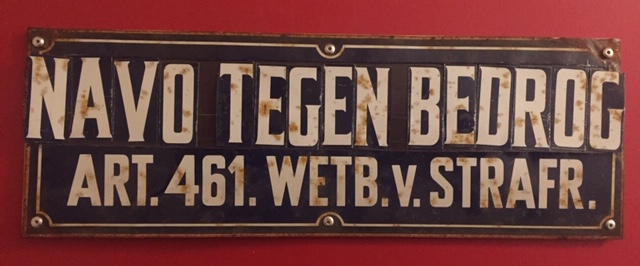 NAVO TEGEN BEDROG
ART. 461. WETB. V. STRAFR.